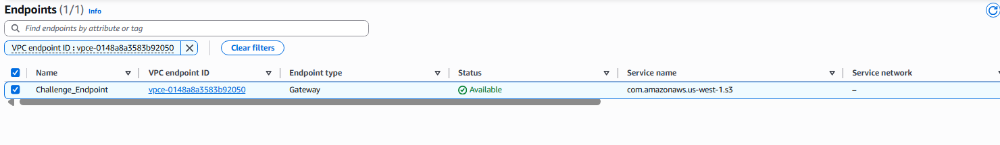 Endpoints (1/1) Info
Find endpoints by attribute or tag
VPC endpoint ID : vpce-0148a8a3583b92050 Clear filters
Name VPC endpoint ID Endpoint type Status Service name Service network
Challenge_Endpoint vpce-0148a8a3583b92050 Gateway Available com.amazonaws.us-west-1.s3 –